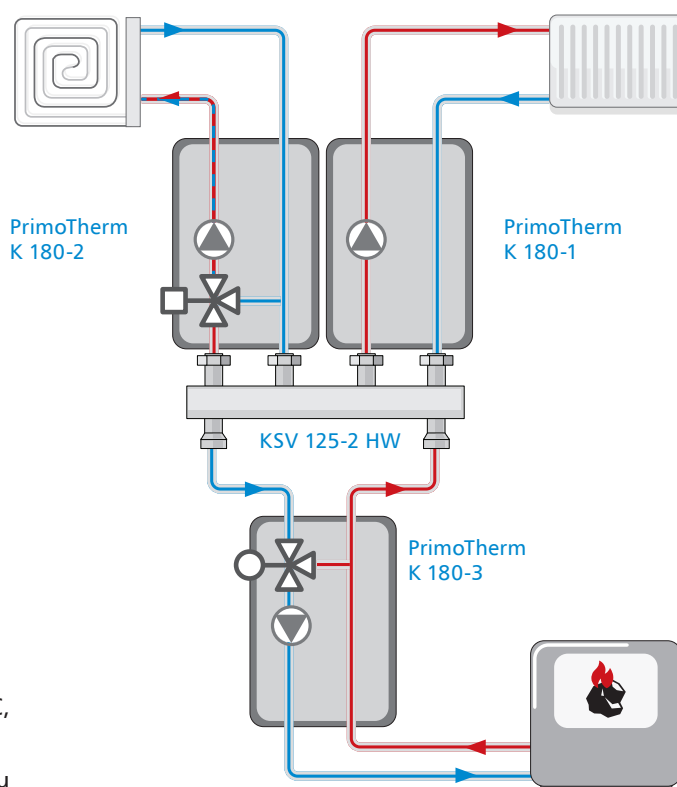 PrimoTherm
K 180-2
PrimoTherm
K 180-1
KSV 125-2 HW
PrimoTherm
K 180-3